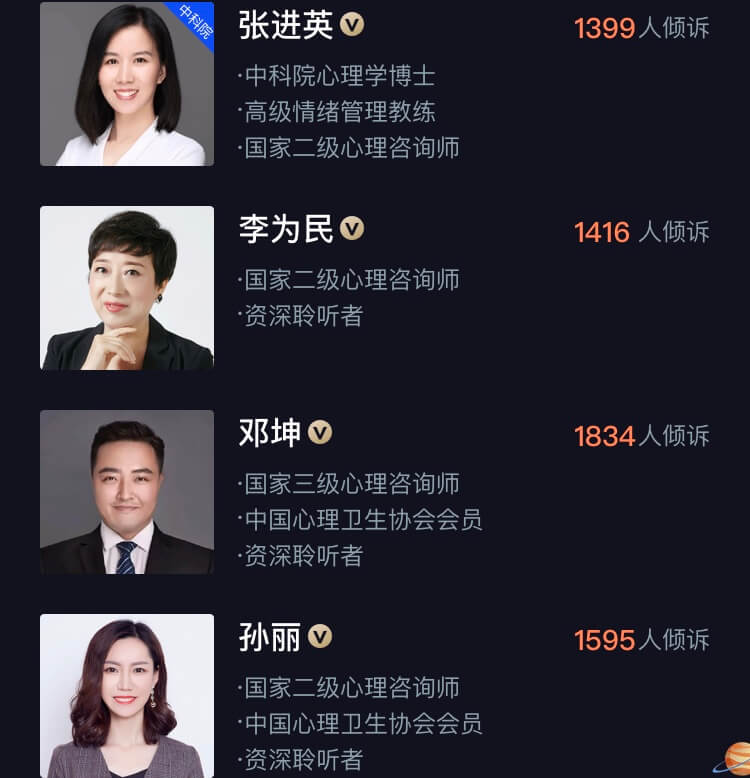 中科院
张进英 V
1399人倾诉
·中科院心理学博士
·高级情绪管理教练
·国家二级心理咨询师
李为民 V
1416 人倾诉
·国家二级心理咨询师
·资深聆听者
邓坤 V
1834人倾诉
·国家三级心理咨询师
·中国心理卫生协会会员
·资深聆听者
孙丽 V
1595人倾诉
·国家二级心理咨询师
·中国心理卫生协会会员
·资深聆听者